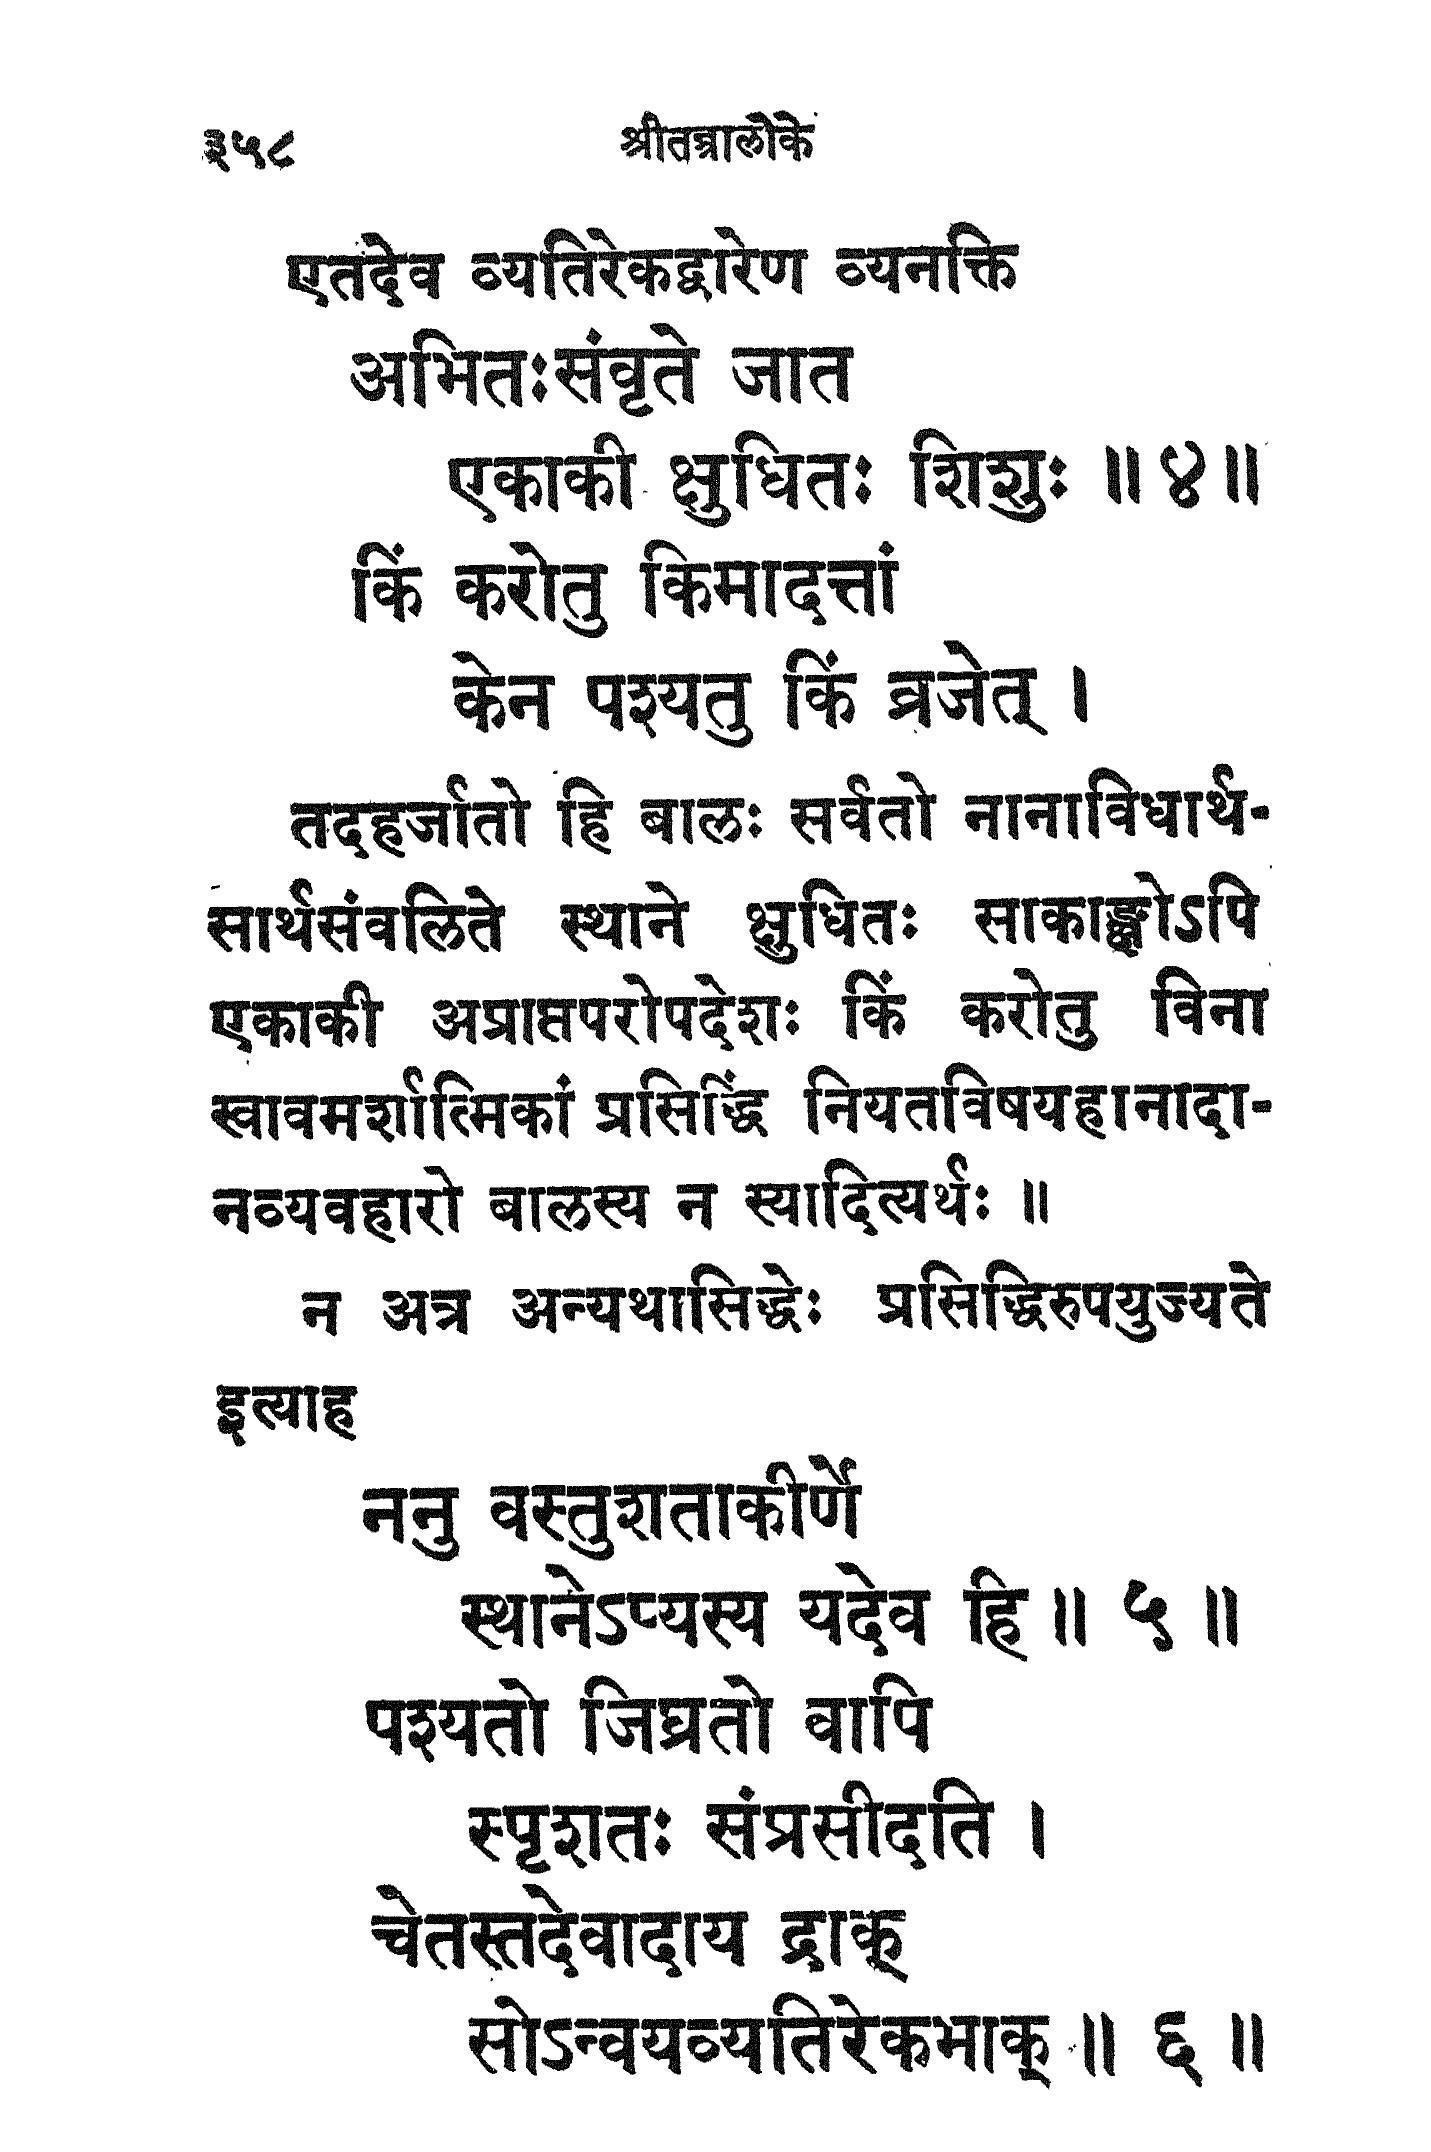 ३५८ श्रीतन्त्रालोके
एतदेव व्यतिरेकद्वारेण व्यनक्ति
अभितःसंवृते जात
एकाकी क्षुधितः शिशुः ॥ ४ ॥
किं करोतु किमादत्तां
केन पश्यतु किं व्रजेत् ।
तदहर्जातो हि बालः सर्वतो नानाविधार्थ-
सार्थसंवलिते स्थाने क्षुधितः साकाङ्क्षोऽपि
एकाकी अप्राप्तपरोपदेशः किं करोतु विना
स्वावमर्शात्मिकां प्रसिद्धिं नियतविषयहानादा-
नव्यवहारो बालस्य न स्यादित्यर्थः ॥
न अत्र अन्यथासिद्धेः प्रसिद्धिरुपयुज्यते
इत्याह
ननु वस्तुशताकीर्णे
स्थानेऽप्यस्य यदेव हि ॥ ५ ॥
पश्यतो जिघ्रतो वापि
स्पृशतः संप्रसीदति ।
चेतस्तदेवादाय द्राक्
सोऽन्वयव्यतिरेकभाक् ॥ ६ ॥